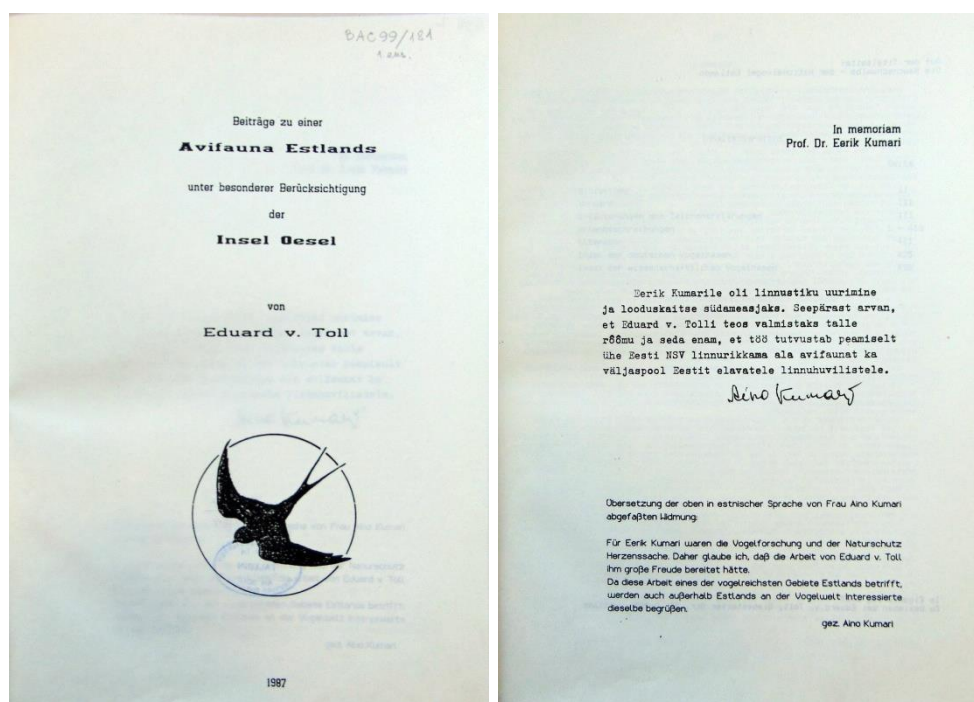 BAC 99/181
1 экз.
Beiträge zu einer
Avifauna Estlands
unter besonderer Berücksichtigung
der
Insel Oesel
von
Eduard v. Toll
1987
In memoriam
Prof. Dr. Eerik Kumari
Eerik Kumarile oli linnustiku uurimine
ja looduskaitse südameasjaks. Seepärast arvan,
et Eduard v. Tolli teos valmistaks talle
rõõmu ja seda enam, et töö tutvustab peamiselt
ühe Eesti NSV linnurikkama ala avifaunat ka
väljaspool Eestit elavatele linnuhuvilistele.
Aino Kumari
Übersetzung der oben in estnischer Sprache von Frau Aino Kumari
abgefaßten Widmung:
Für Eerik Kumari waren die Vogelforschung und der Naturschutz
Herzenssache. Daher glaube ich, daß die Arbeit von Eduard v. Toll
ihm große Freude bereitet hätte.
Da diese Arbeit eines der vogelreichsten Gebiete Estlands betrifft,
werden auch außerhalb Estlands an der Vogelwelt Interessierte
dieselbe begrüßen.
gez. Aino Kumari